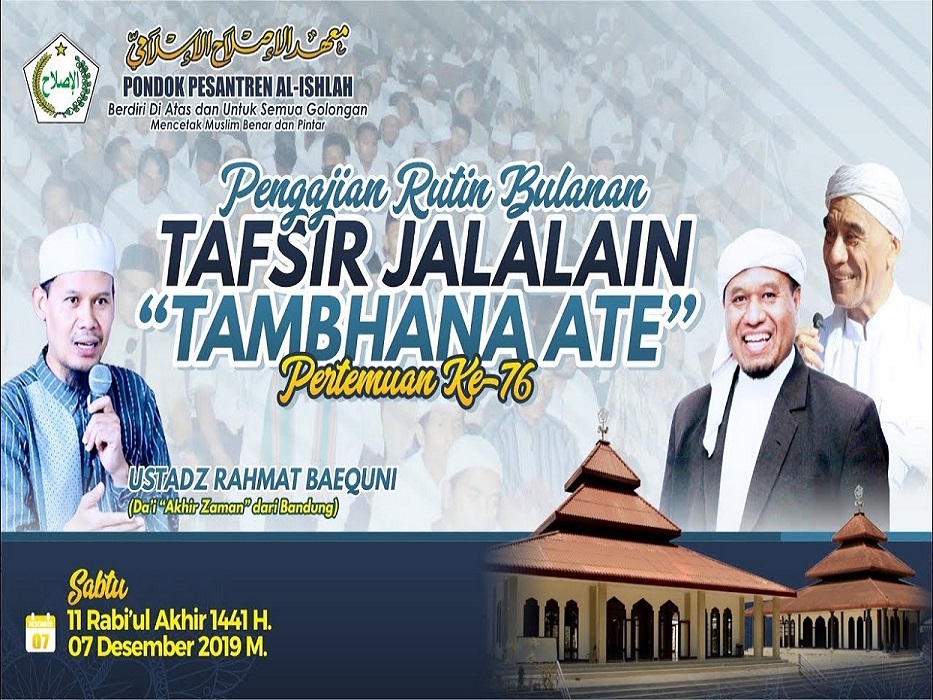 معهد الإصلاح الإسلامي
الإصلاح
PONDOK PESANTREN AL-ISHLAH
Berdiri Di Atas dan Untuk Semua Golongan
Mencetak Muslim Benar dan Pintar
Pengajian Rutin Bulanan
TAFSIR JALALAIN
“TAMBHANA ATE”
Pertemuan Ke-76
USTADZ RAHMAT BAEQUNI
(Da'i “Akhir Zaman” dari Bandung)
Sabtu
11 Rabi'ul Akhir 1441 H.
DESEMBER
07
07 Desember 2019 M.